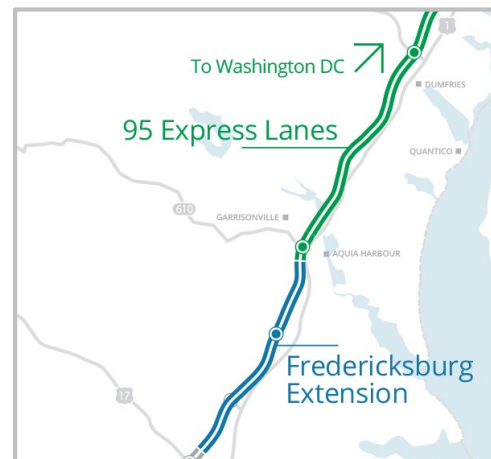 1
To Washington DC
DUMFRIES
95 Express Lanes
QUANTICO
610
GARRISONVILLE
AQUIA HARBOUR
Fredericksburg
Extension
17